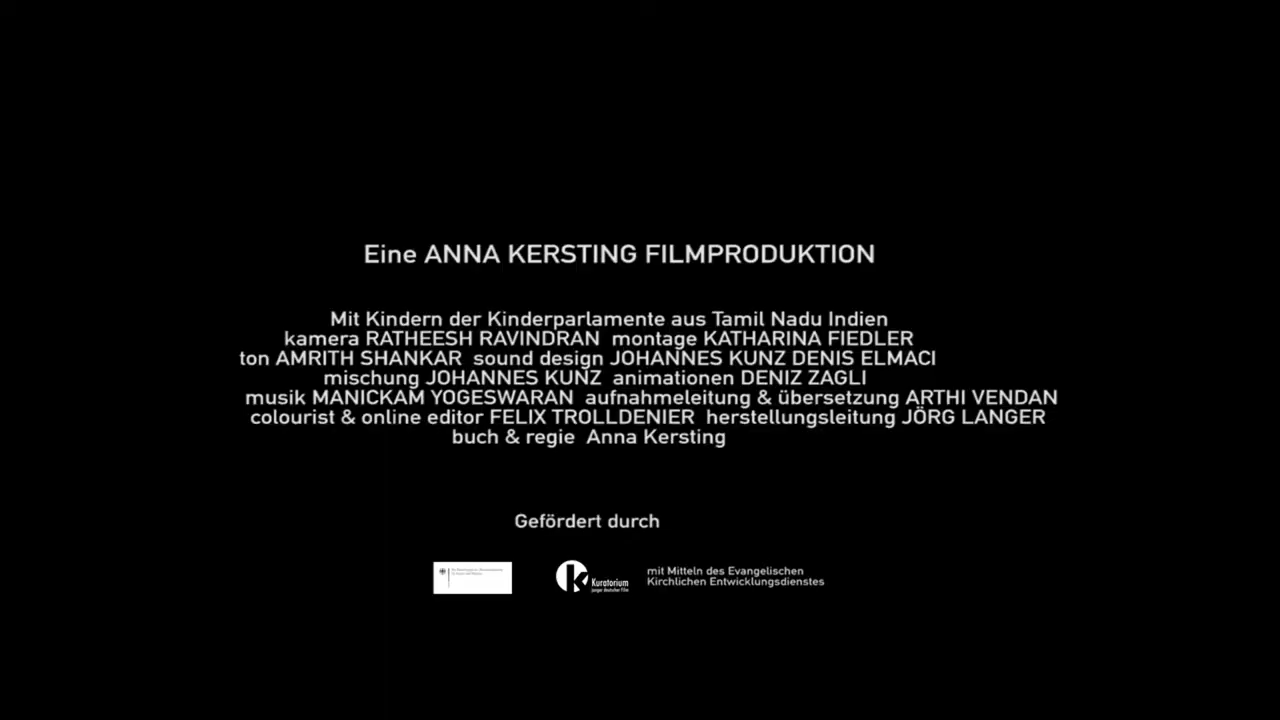 Eine ANNA KERSTING FILMPRODUKTION
Mit Kindern der Kinderparlamente aus Tamil Nadu Indien
kamera RATHEESH RAVINDRAN montage KATHARINA FIEDLER
ton AMRITH SHANKAR sound design JOHANNES KUNZ DENIS ELMACI
mischung JOHANNES KUNZ animationen DENIZ ZAGLI
musik MANICKAM YOGESWARAN aufnahmeleitung & übersetzung ARTHI VENDAN
colourist & online editor FELIX TROLLDENIER herstellungsleitung JÖRG LANGER
buch & regie Anna Kersting
Gefördert durch
k Kuratorium
junger deutscher Film
mit Mitteln des Evangelischen
Kirchlichen Entwicklungsdienstes